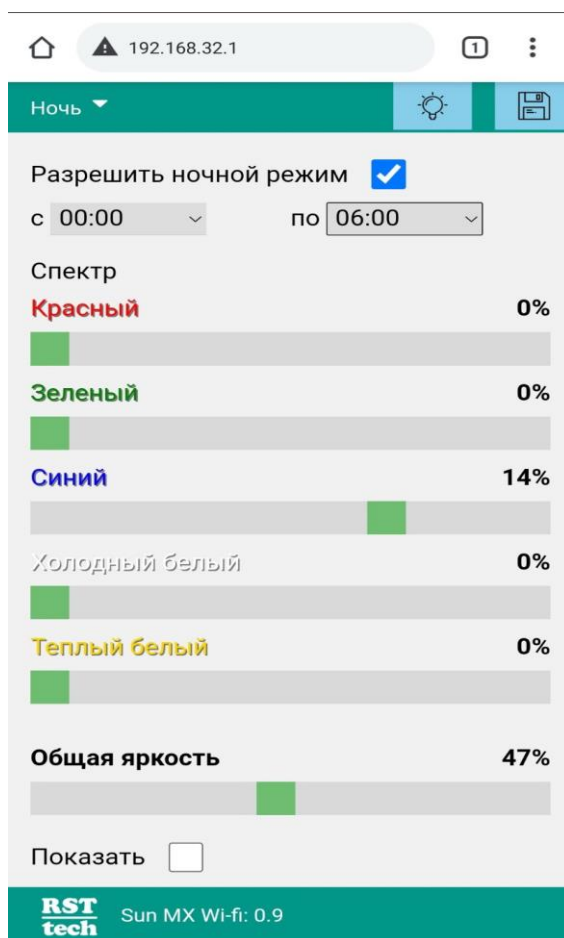 192.168.32.1 1
Ночь
Разрешить ночной режим
с 00:00 по 06:00
Спектр
Красный 0%
Зеленый 0%
Синий 14%
Холодный белый 0%
Теплый белый 0%
Общая яркость 47%
Показать
RST
tech Sun MX Wi-fi: 0.9